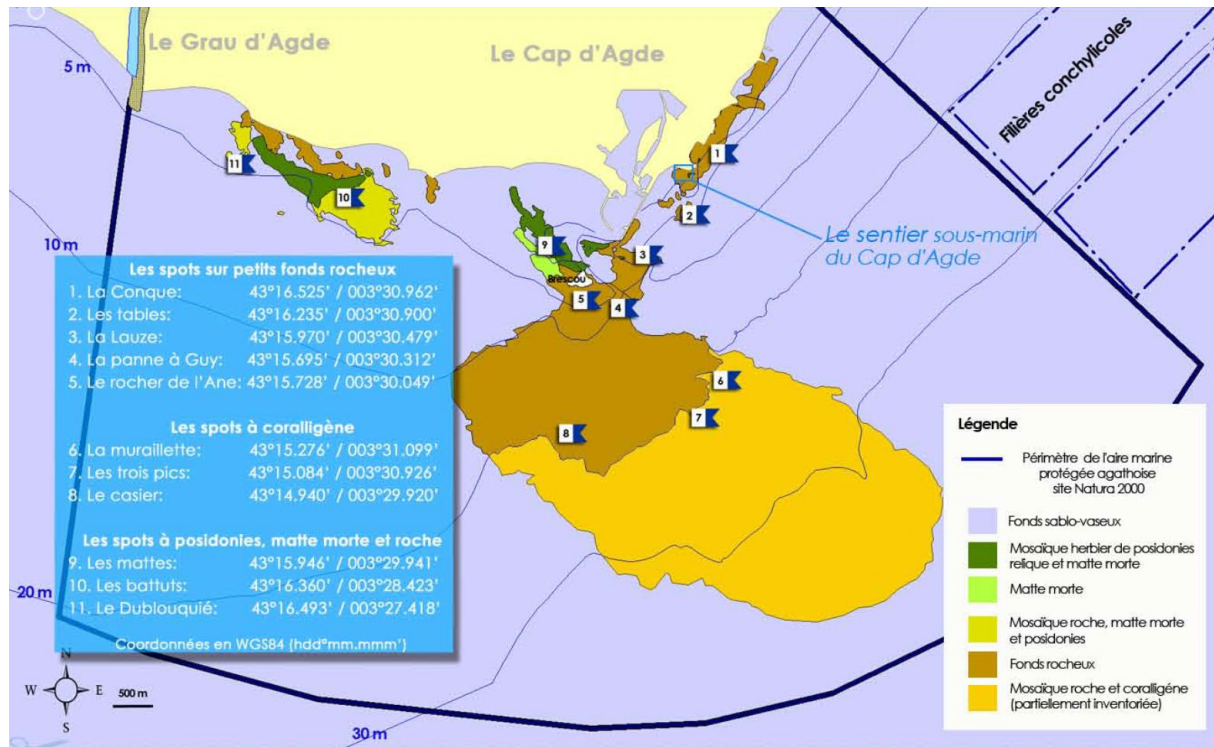 Le Grau d'Agde
Le Cap d'Agde
5 m
Filières conchylicoles
1
11
10
2
Le sentier sous-marin
du Cap d'Agde
10 m
9
3
Brescou
5
4
6
7
8
Les spots sur petits fonds rocheux
1. La Conque: 43°16.525' / 003°30.962'
2. Les tables: 43°16.235' / 003°30.900'
3. La Lauze: 43°15.970' / 003°30.479'
4. La panne à Guy: 43°15.695' / 003°30.312'
5. Le rocher de l'Ane: 43°15.728' / 003°30.049'
Les spots à coralligène
6. La muraillette: 43°15.276' / 003°31.099'
7. Les trois pics: 43°15.084' / 003°30.926'
8. Le casier: 43°14.940' / 003°29.920'
Les spots à posidonies, matte morte et roche
9. Les mattes: 43°15.946' / 003°29.941'
10. Les battuts: 43°16.360' / 003°28.423'
11. Le Dublouquié: 43°16.493' / 003°27.418'
Coordonnées en WGS84 (hdd°mm.mmm')
Légende
Périmètre de l'aire marine
protégée agathoise
site Natura 2000
Fonds sablo-vaseux
Mosaïque herbier de posidonies
relique et matte morte
Matte morte
Mosaïque roche, matte morte
et posidonies
Fonds rocheux
Mosaïque roche et coralligéne
(partiellement inventoriée)
20 m
N
W
E
S
500 m
30 m